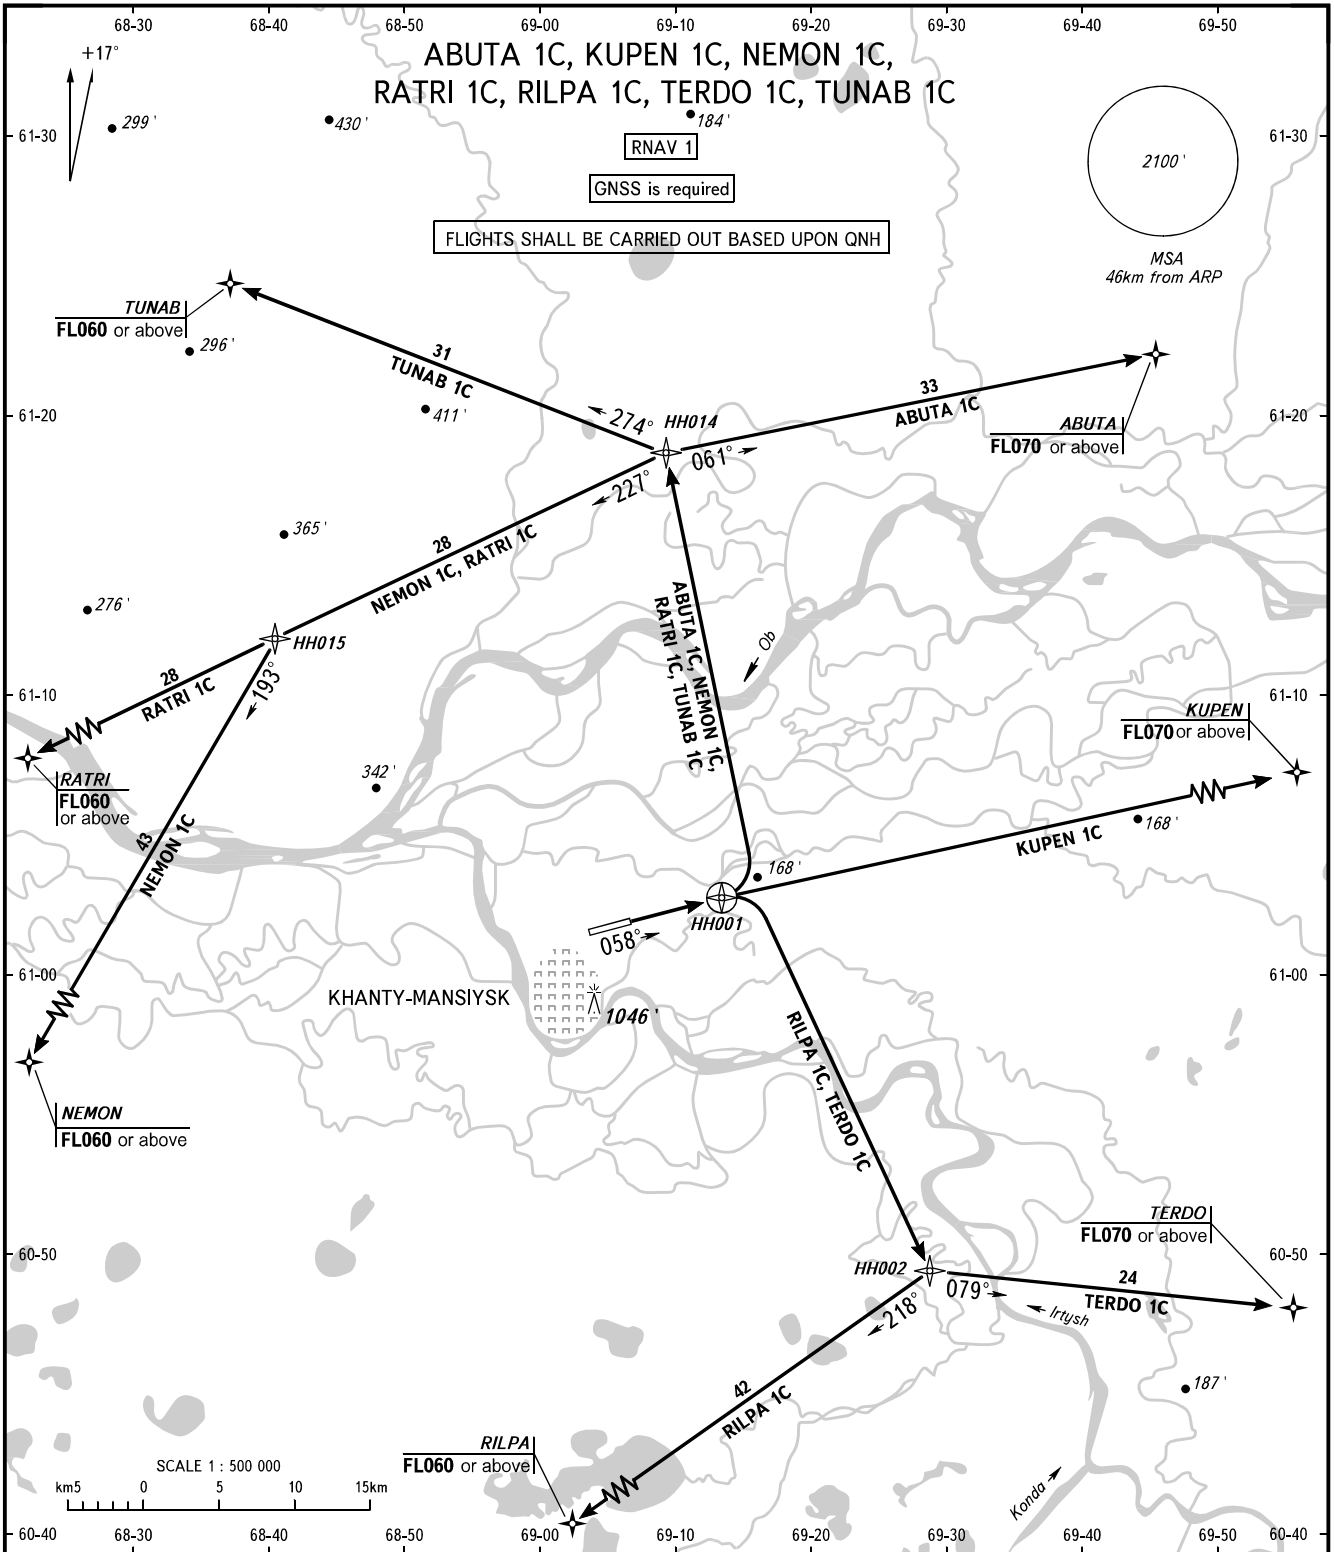 68-30 68-40 68-50 69-00 69-10 69-20 69-30 69-40 69-50
+17°
ABUTA 1C, KUPEN 1C, NEMON 1C,
RATRI 1C, RILPA 1C, TERDO 1C, TUNAB 1C
299'
430'
184'
61-30
61-30
RNAV 1
2100'
GNSS is required
FLIGHTS SHALL BE CARRIED OUT BASED UPON QNH
MSA
46km from ARP
TUNAB
FL060 or above
296'
31
TUNAB 1C
33
ABUTA 1C
61-20
411'
274°
HH014
ABUTA
FL070 or above
61-20
061°
227°
365'
28
NEMON 1C, RATRI 1C
276'
HH015
ABUTA 1C, NEMON 1C,
RATRI 1C, TUNAB 1C
Ob
28
RATRI 1C
193°
61-10
61-10
KUPEN
FL070 or above
RATRI
FL060
or above
342'
43
NEMON 1C
168'
KUPEN 1C
168'
HH001
058°
61-00
61-00
KHANTY-MANSIYSK
1046'
RILPA 1C, TERDO 1C
NEMON
FL060 or above
TERDO
FL070 or above
60-50
60-50
HH002
079°
24
TERDO 1C
218°
Irtysh
42
RILPA 1C
187'
RILPA
FL060 or above
SCALE 1 : 500 000
km5 0 5 10 15km
Konda
60-40 68-30 68-40 68-50 69-00 69-10 69-20 69-30 69-40 69-50 60-40